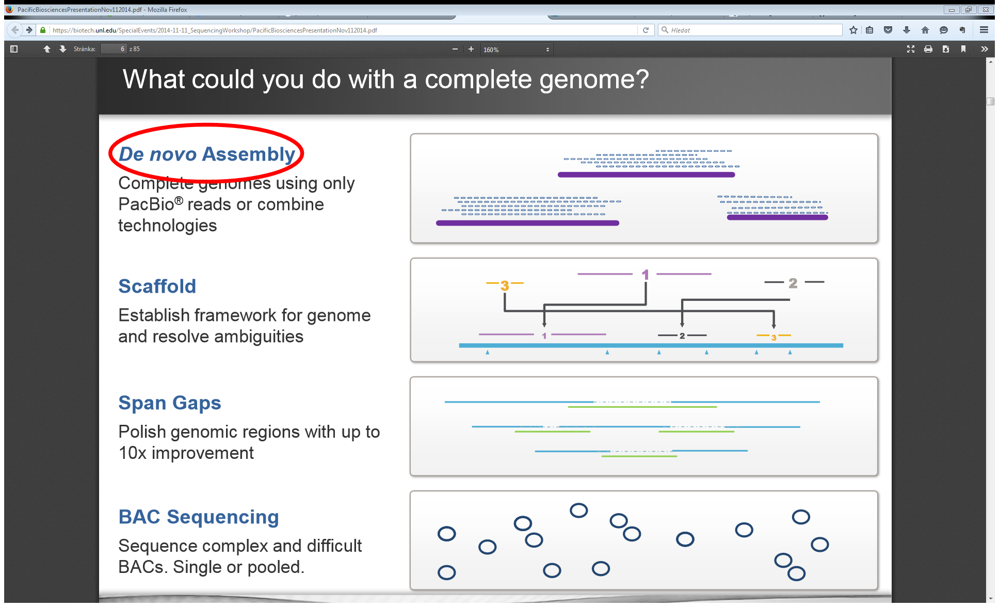 PacificBiosciencesPresentationNov112014.pdf - Mozilla Firefox
https://biotech.unl.edu/SpecialEvents/2014-11-11_SequencingWorkshop/PacificBiosciencesPresentationNov112014.pdf
Hledat
Stránka: 6 z 85
160%
What could you do with a complete genome?
De novo Assembly
Complete genomes using only
PacBio® reads or combine
technologies
Scaffold
Establish framework for genome
and resolve ambiguities
3 1 2
1 2 3
Span Gaps
Polish genomic regions with up to
10x improvement
BAC Sequencing
Sequence complex and difficult
BACs. Single or pooled.